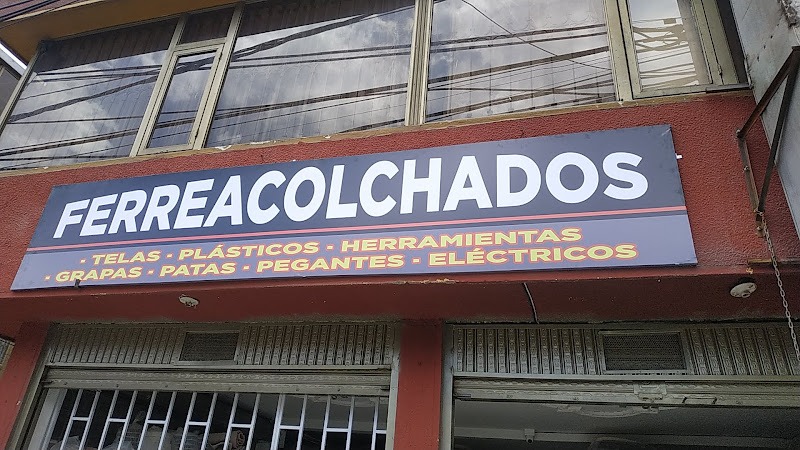 FERREACOLCHADOS
· TELAS - PLÁSTICOS - HERRAMIENTAS
· GRAPAS - PATAS - PEGANTES - ELÉCTRICOS